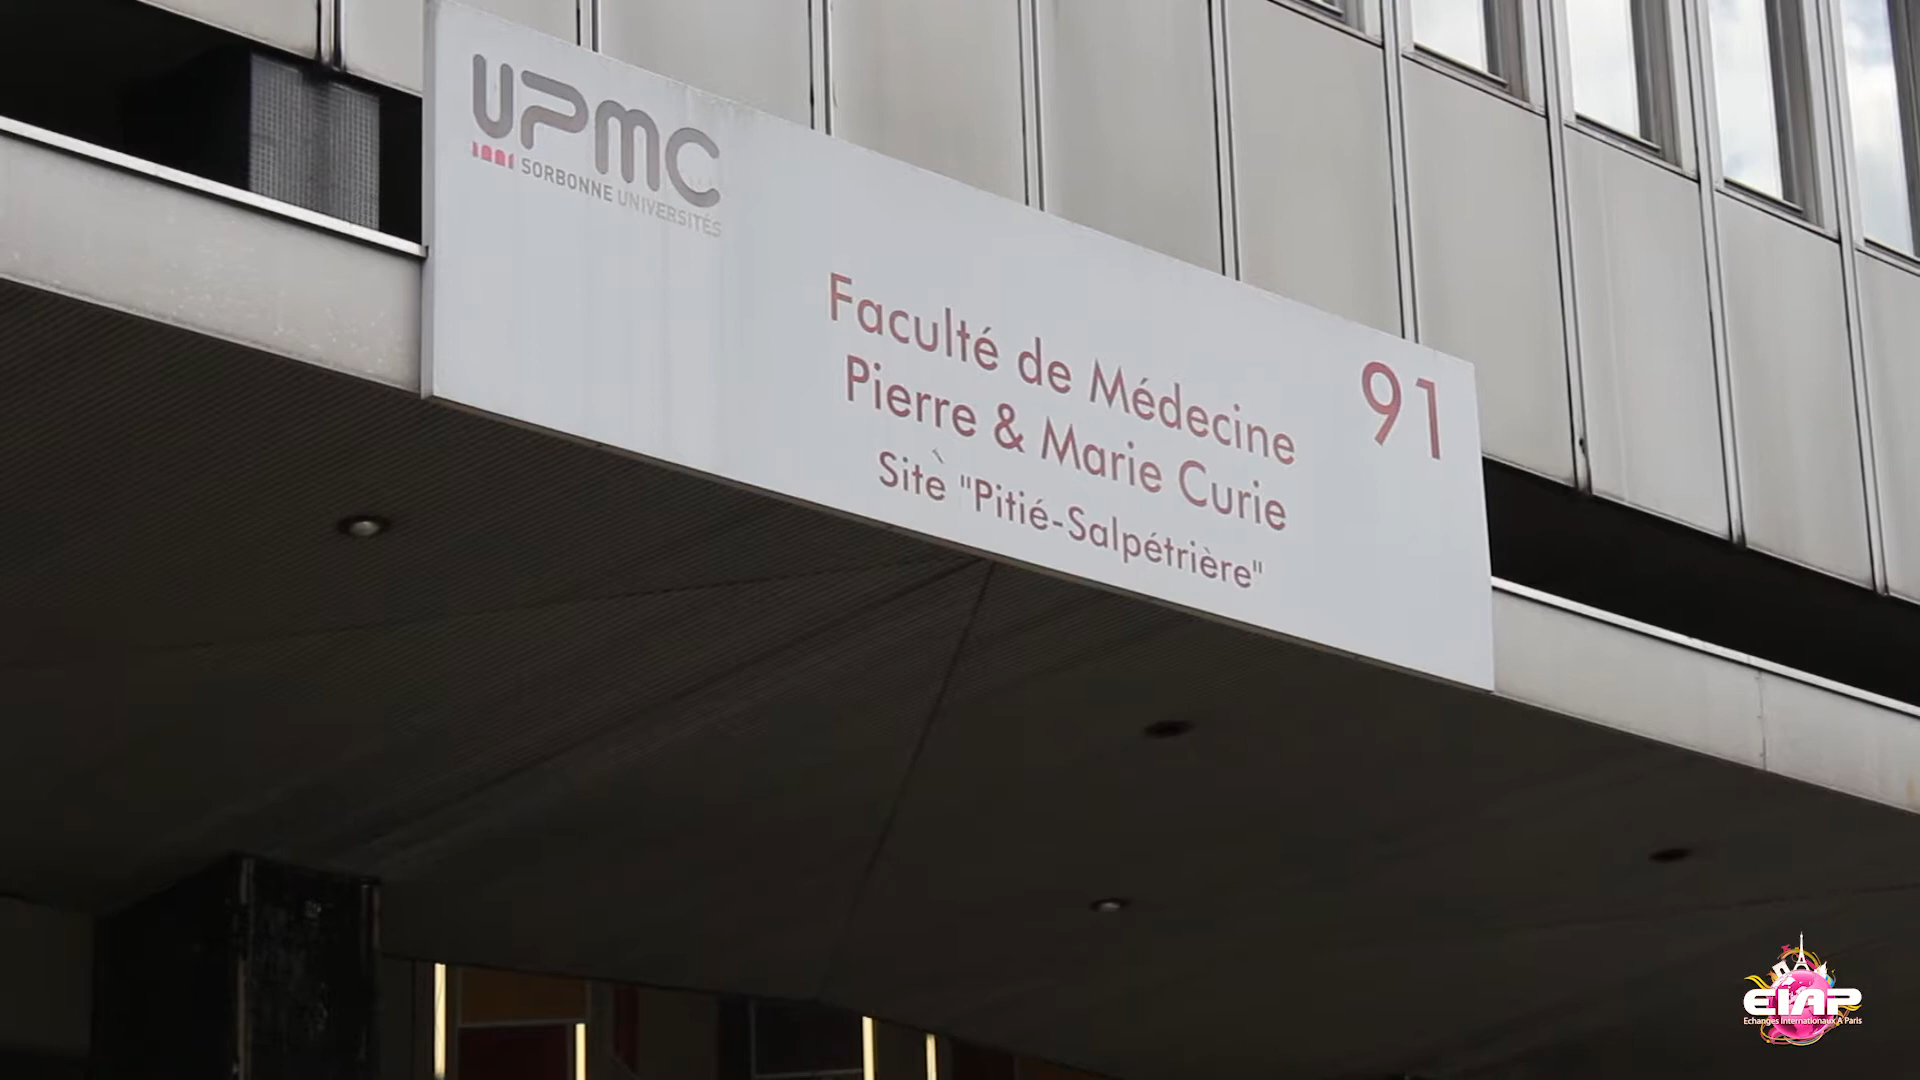 UPMC
SORBONNE UNIVERSITÉS
Faculté de Médecine
Pierre & Marie Curie
Site "Pitié-Salpétrière"
91
EIAP
Echanges Internationaux A Paris